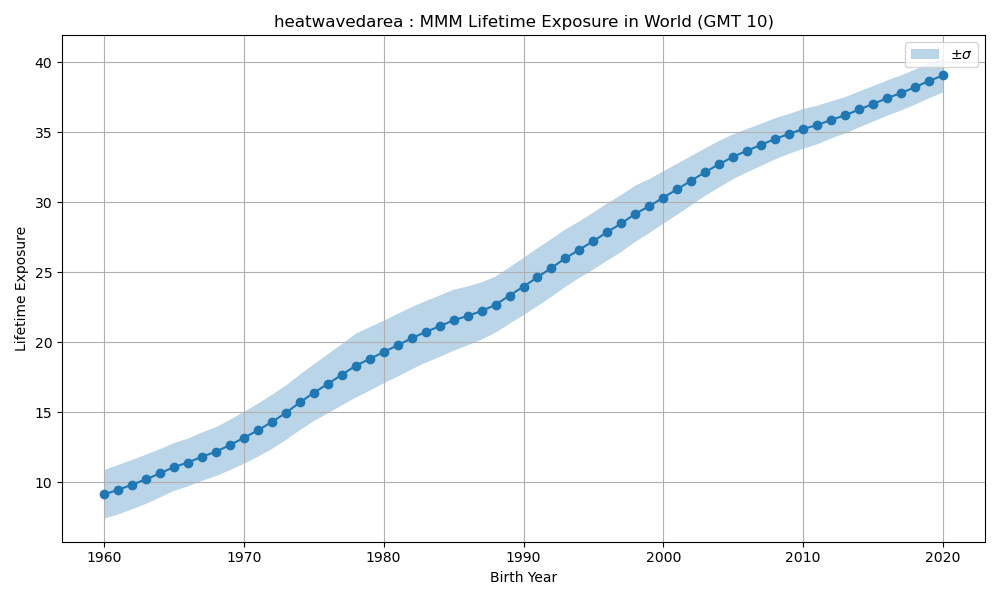 heatwavedarea : MMM Lifetime Exposure in World (GMT 10)
±σ
Lifetime Exposure
40
35
30
25
20
15
10
1960 1970 1980 1990 2000 2010 2020
Birth Year